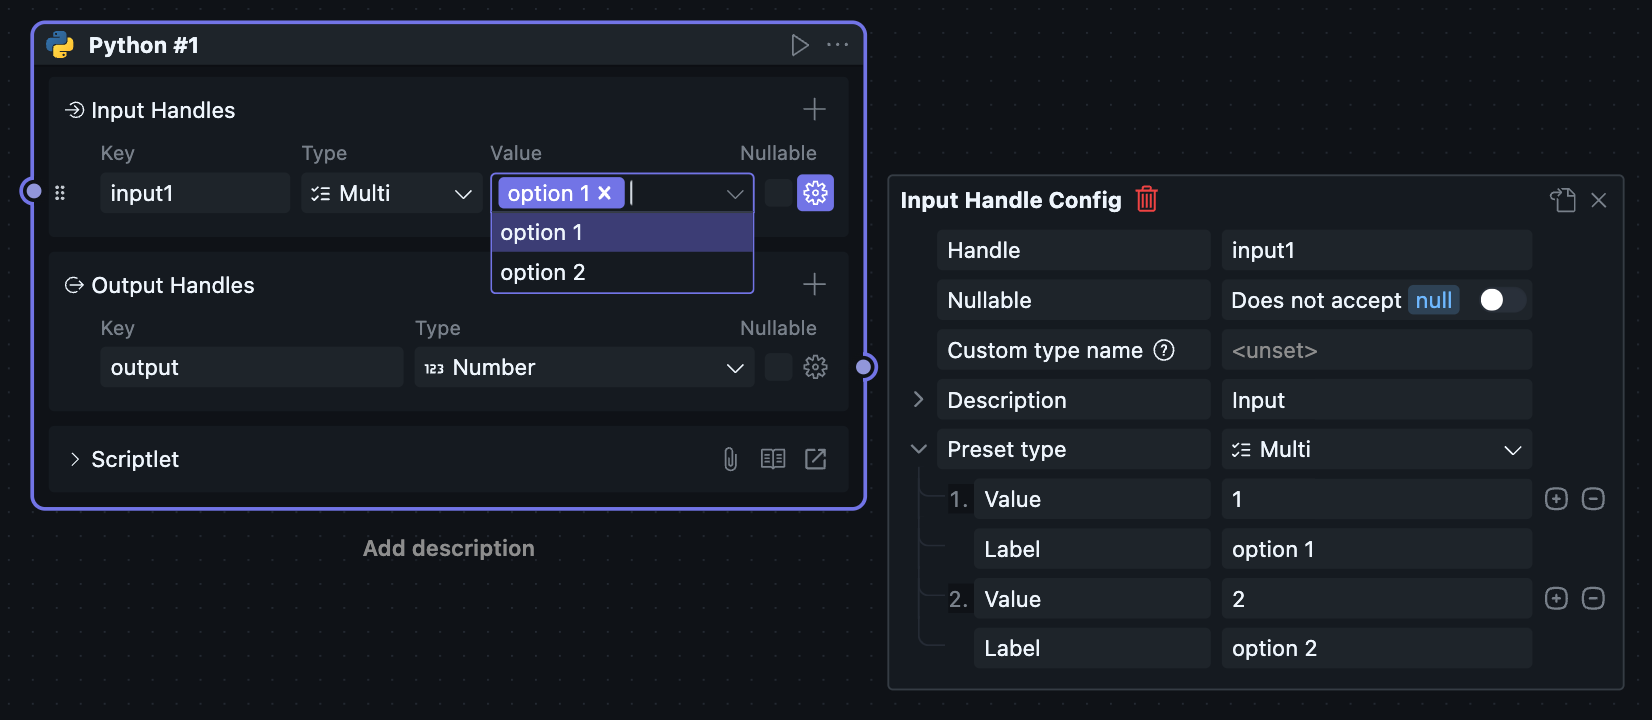 Python #1
Input Handles
Key Type Value Nullable
input1 Multi option 1
option 1
option 2
Output Handles
Key Type Nullable
output 123 Number
Scriptlet
Add description
Input Handle Config
Handle input1
Nullable Does not accept null
Custom type name ? <unset>
Description Input
Preset type Multi
1. Value 1
Label option 1
2. Value 2
Label option 2